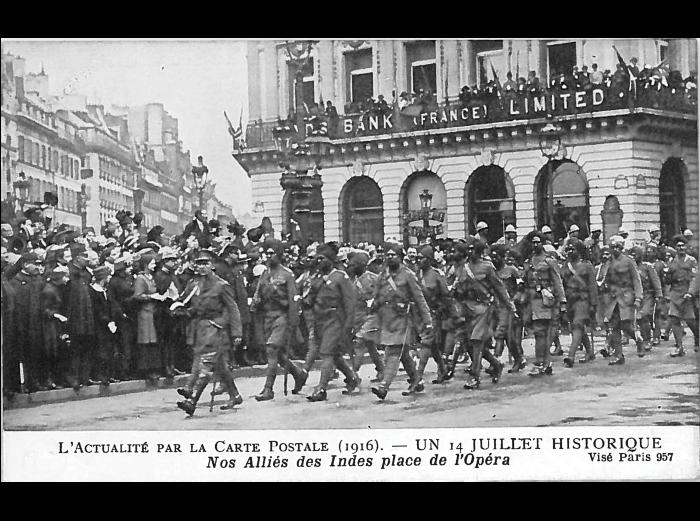 DS BANK (FRANCE) LIMITED
L'ACTUALITÉ PAR LA CARTE POSTALE (1916). — UN 14 JUILLET HISTORIQUE
Nos Alliés des Indes place de l'Opéra
Visé PARIS 957